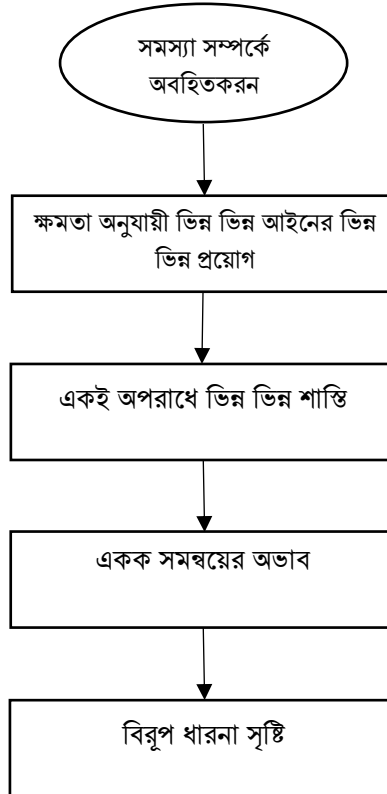 সমস্যা সম্পর্কে
অবহিতকরন
ক্ষমতা অনুযায়ী ভিন্ন ভিন্ন আইনের ভিন্ন
ভিন্ন প্রয়োগ
একই অপরাধে ভিন্ন ভিন্ন শাস্তি
একক সমন্বয়ের অভাব
বিরূপ ধারনা সৃষ্টি